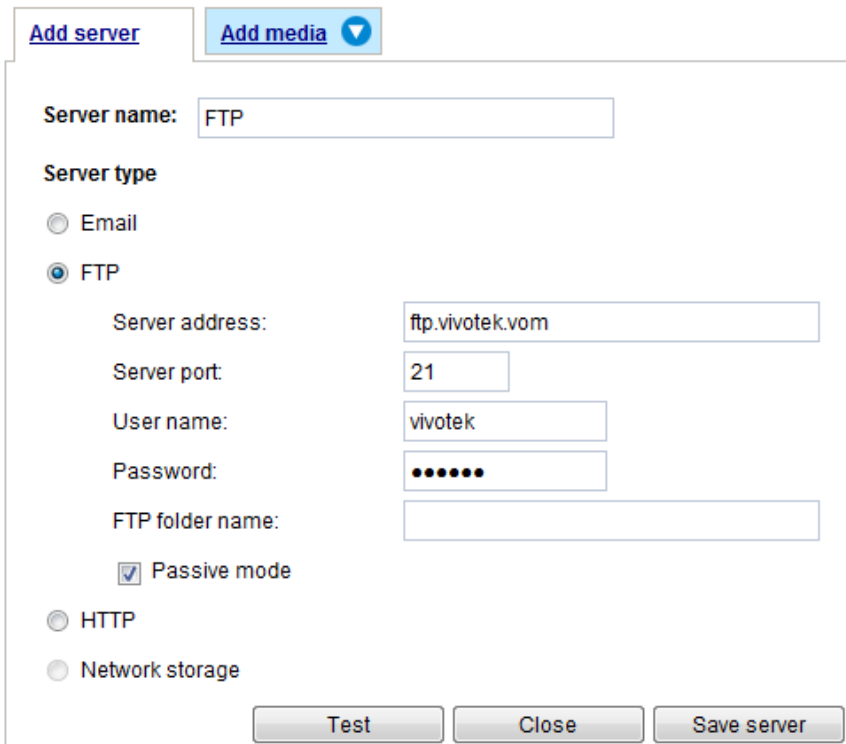 Add server Add media
Server name: FTP
Server type
Email
FTP
Server address: ftp.vivotek.vom
Server port: 21
User name: vivotek
Password: ••••••
FTP folder name:
Passive mode
HTTP
Network storage
Test Close Save server